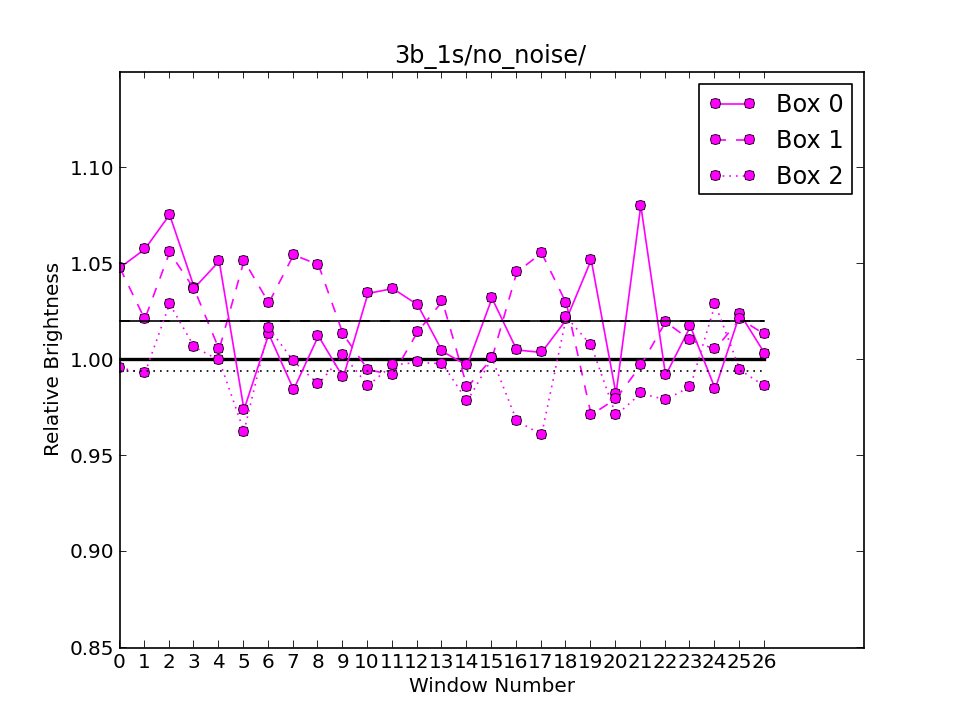 3b_1s/no_noise/
Box 0
Box 1
Box 2
1.10
1.05
1.00
0.95
0.90
0.85
Relative Brightness
0 1 2 3 4 5 6 7 8 9 10 11 12 13 14 15 16 17 18 19 20 21 22 23 24 25 26
Window Number